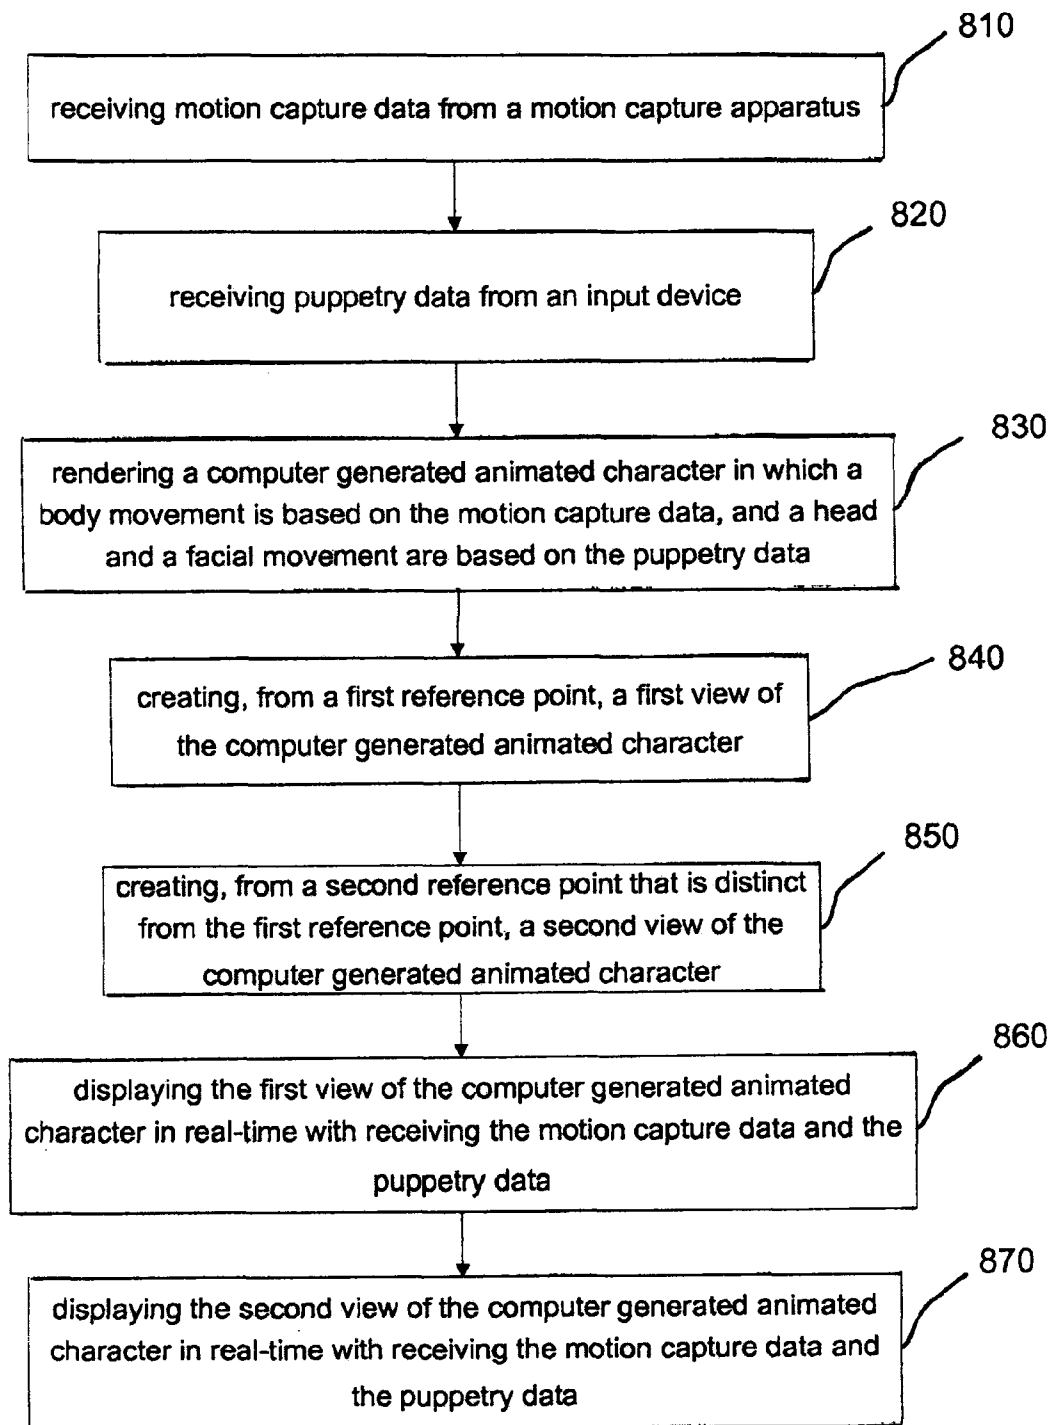 810
receiving motion capture data from a motion capture apparatus
820
receiving puppetry data from an input device
830
rendering a computer generated animated character in which a
body movement is based on the motion capture data, and a head
and a facial movement are based on the puppetry data
840
creating, from a first reference point, a first view of
the computer generated animated character
850
creating, from a second reference point that is distinct
from the first reference point, a second view of the
computer generated animated character
860
displaying the first view of the computer generated animated
character in real-time with receiving the motion capture data and the
puppetry data
870
displaying the second view of the computer generated animated
character in real-time with receiving the motion capture data and
the puppetry data